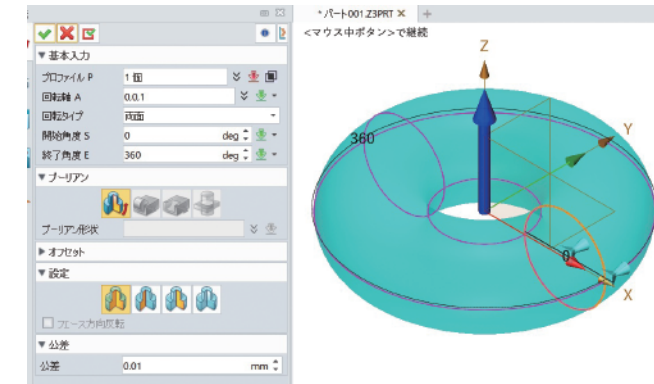 *パート001.Z3PRT ✕ +
<マウス中ボタン>で継続
▼基本入力
プロファイル P 1 個
回転軸 A 0,0,1
回転タイプ 両面
開始角度 S 0 deg
終了角度 E 360 deg
▼ブーリアン
ブーリアン形状
▶オフセット
▼設定
フェース方向反転
▼公差
公差 0.01 mm
Z
360
Y
0
X